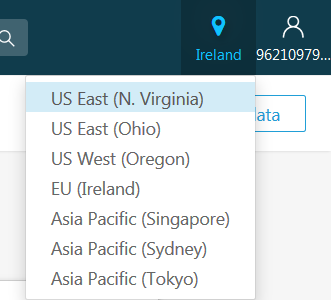 Ireland
96210979...
US East (N. Virginia)
US East (Ohio)
US West (Oregon)
EU (Ireland)
Asia Pacific (Singapore)
Asia Pacific (Sydney)
Asia Pacific (Tokyo)